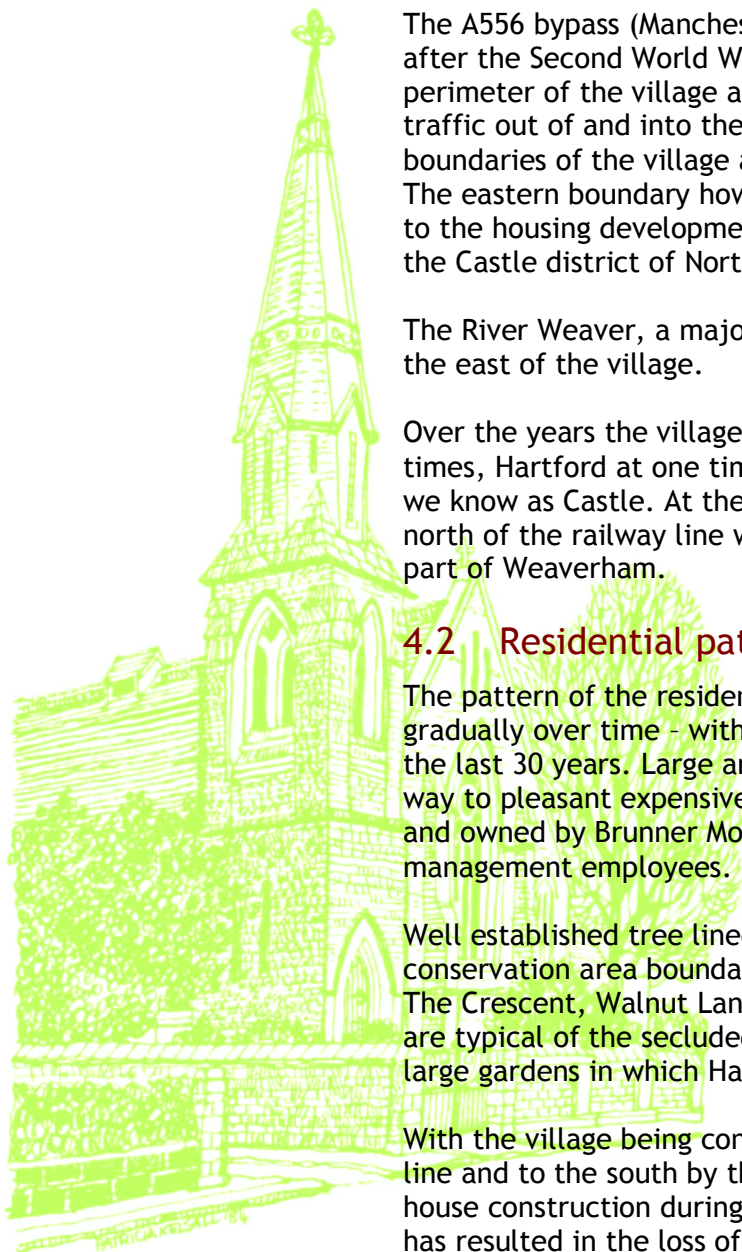 The A556 bypass (Manches
after the Second World W
perimeter of the village a
traffic out of and into the
boundaries of the village
The eastern boundary how
to the housing developme
the Castle district of Nort
The River Weaver, a majo
the east of the village.
Over the years the village
times, Hartford at one tim
we know as Castle. At the
north of the railway line w
part of Weaverham.
4.2 Residential pat
The pattern of the residen
gradually over time – with
the last 30 years. Large ar
way to pleasant expensive
and owned by Brunner Mo
management employees.
Well established tree lined
conservation area bounda
The Crescent, Walnut Lan
are typical of the secluded
large gardens in which Ha
With the village being con
line and to the south by th
house construction during
has resulted in the loss of
PATRICIA KELSALL '84